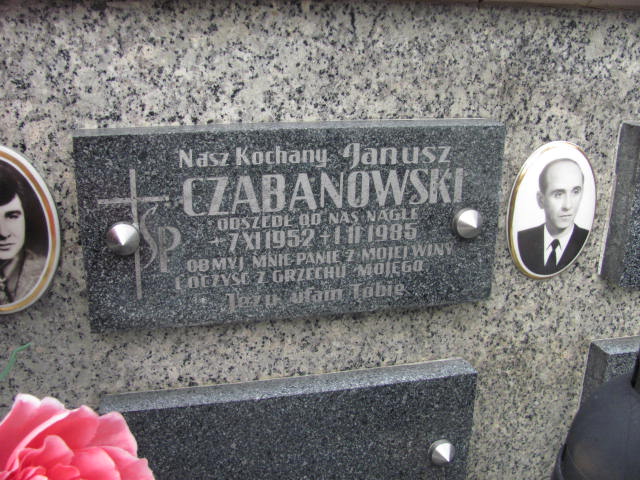 Nasz Kochany Janusz
CZABANOWSKI
ODSZEDŁ OD NAS NAGLE
+ 7 XI 1952 + 1 II 1985
ŚP
OBMYJ MNIE PANIE Z MOJEJ WINY
I OCZYŚĆ Z GRZECHU MOJEGO
Jezu ufam Tobie